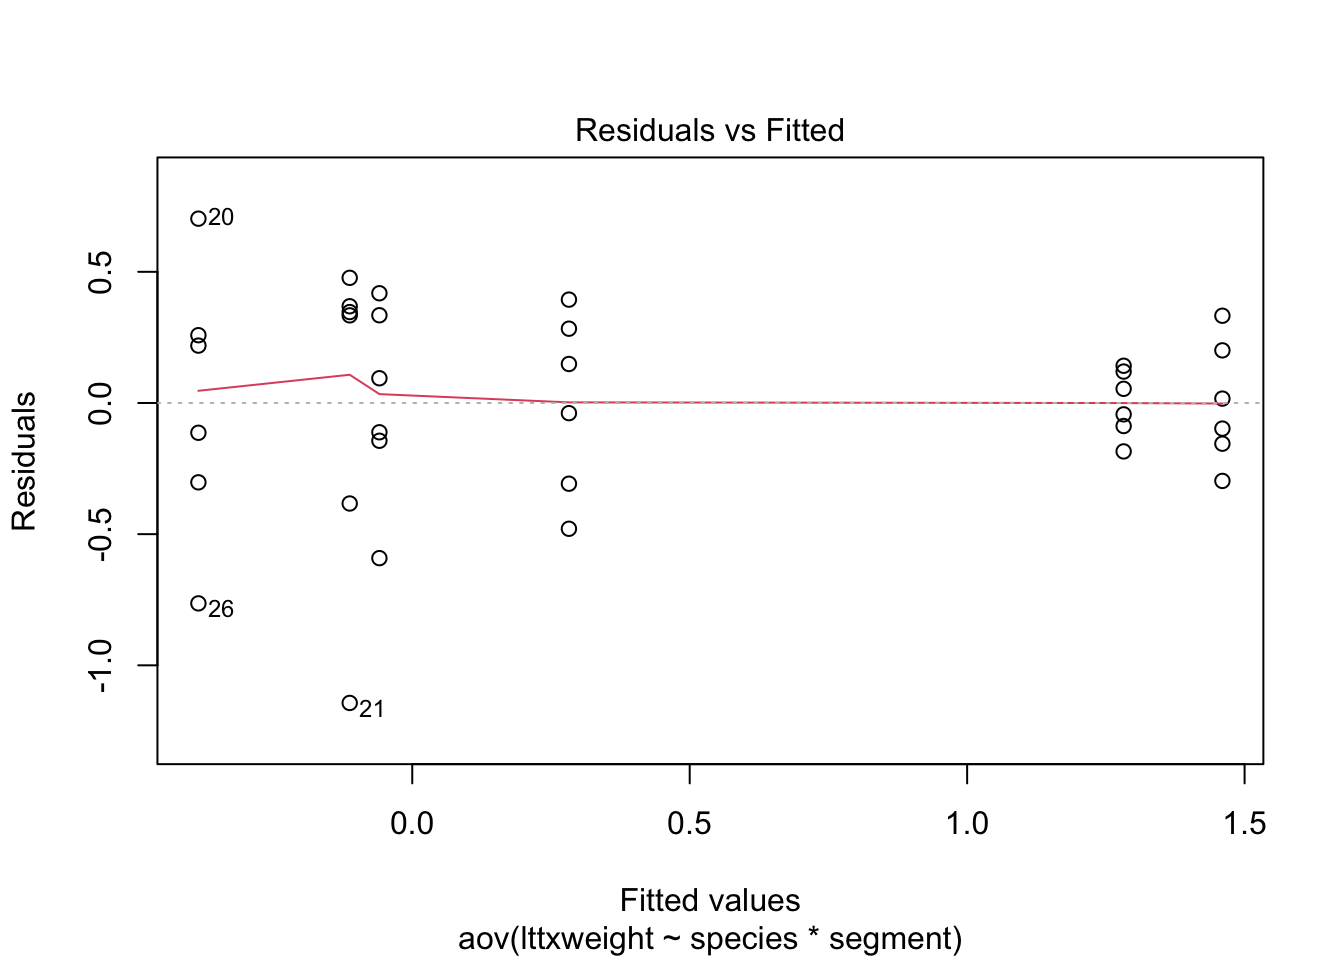 Residuals vs Fitted
20
0.5
0.0
Residuals
-0.5
26
-1.0
21
0.0 0.5 1.0 1.5
Fitted values
aov(lttxweight ~ species * segment)